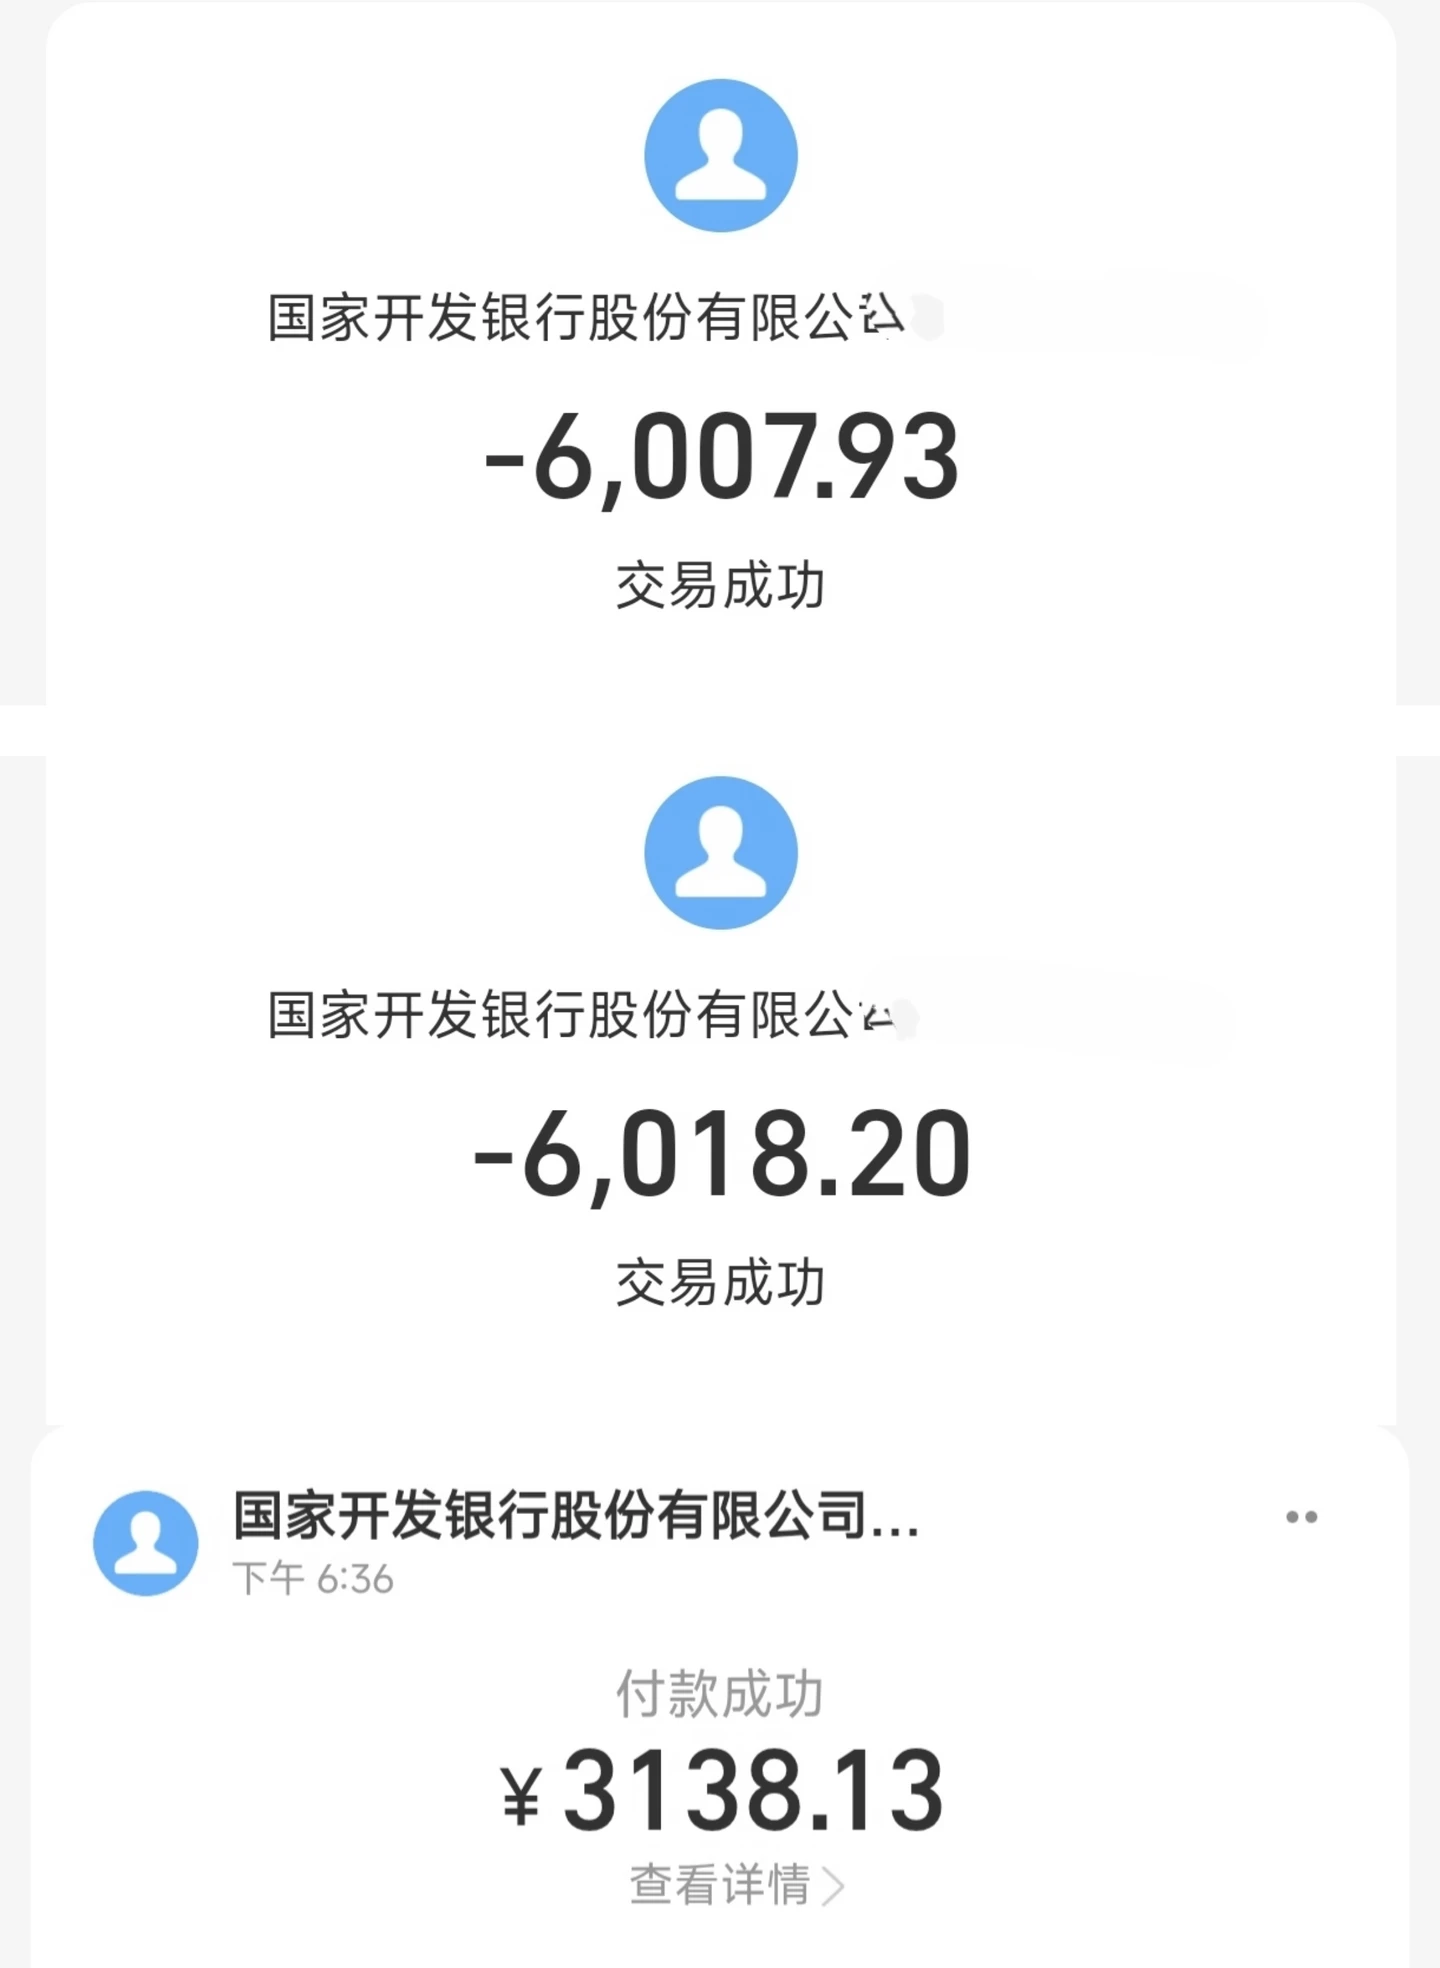 国家开发银行股份有限公
-6,007.93
交易成功
国家开发银行股份有限公
-6,018.20
交易成功
国家开发银行股份有限公司...
下午 6:36
付款成功
¥3138.13
查看详情